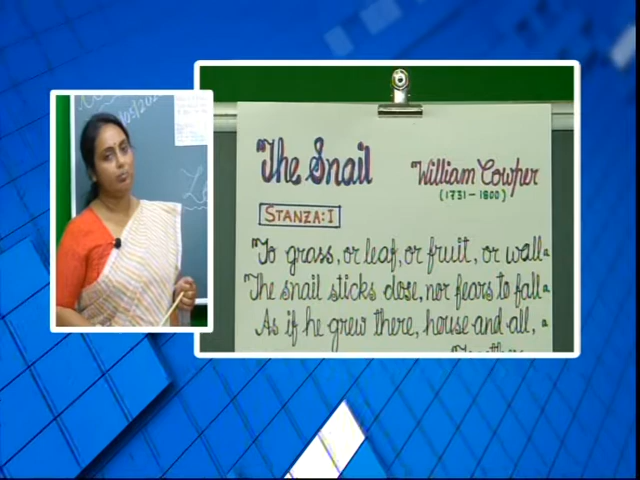 The Snail
William Cowper
(1731-1800)
STANZA: I
To grass, or leaf, or fruit, or wall a
The snail sticks close, nor fears to fall a
As if he grew there, house and all, a